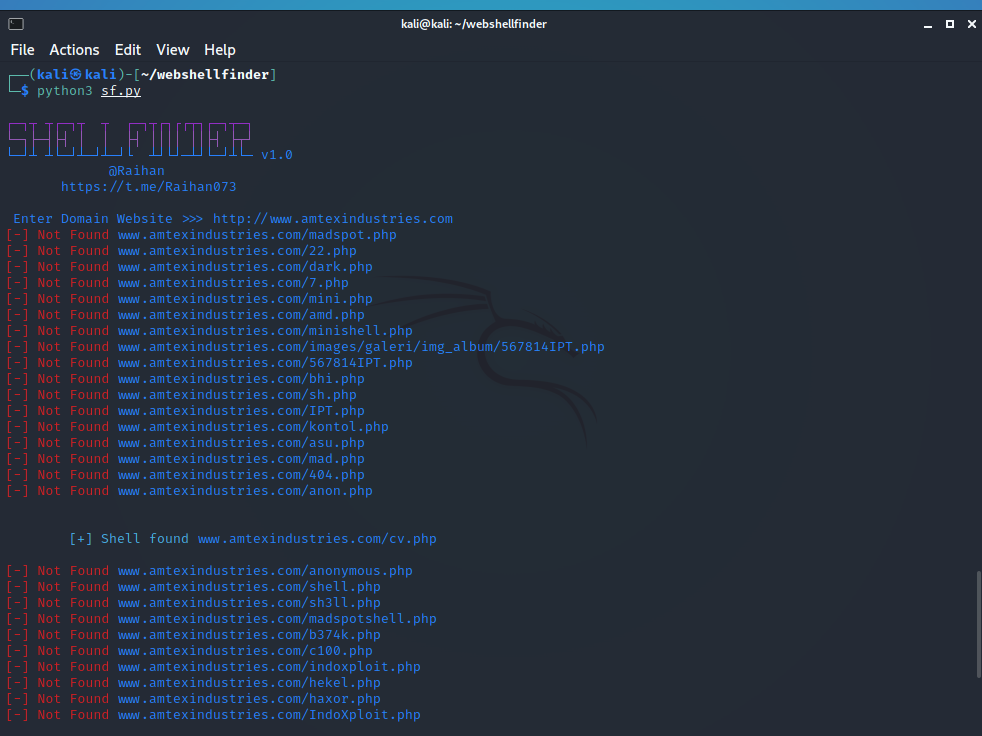 kali@kali: ~/webshellfinder
File Actions Edit View Help
(kali㉿kali)-[~/webshellfinder]
$ python3 sf.py
SHELL FINDER v1.0
@Raihan
https://t.me/Raihan073
Enter Domain Website >>> http://www.amtexindustries.com
[-] Not Found www.amtexindustries.com/madspot.php
[-] Not Found www.amtexindustries.com/22.php
[-] Not Found www.amtexindustries.com/dark.php
[-] Not Found www.amtexindustries.com/7.php
[-] Not Found www.amtexindustries.com/mini.php
[-] Not Found www.amtexindustries.com/amd.php
[-] Not Found www.amtexindustries.com/minishell.php
[-] Not Found www.amtexindustries.com/images/galeri/img_album/567814IPT.php
[-] Not Found www.amtexindustries.com/567814IPT.php
[-] Not Found www.amtexindustries.com/bhi.php
[-] Not Found www.amtexindustries.com/sh.php
[-] Not Found www.amtexindustries.com/IPT.php
[-] Not Found www.amtexindustries.com/kontol.php
[-] Not Found www.amtexindustries.com/asu.php
[-] Not Found www.amtexindustries.com/mad.php
[-] Not Found www.amtexindustries.com/404.php
[-] Not Found www.amtexindustries.com/anon.php
[+] Shell found www.amtexindustries.com/cv.php
[-] Not Found www.amtexindustries.com/anonymous.php
[-] Not Found www.amtexindustries.com/shell.php
[-] Not Found www.amtexindustries.com/sh3ll.php
[-] Not Found www.amtexindustries.com/madspotshell.php
[-] Not Found www.amtexindustries.com/b374k.php
[-] Not Found www.amtexindustries.com/c100.php
[-] Not Found www.amtexindustries.com/indoxploit.php
[-] Not Found www.amtexindustries.com/hekel.php
[-] Not Found www.amtexindustries.com/haxor.php
[-] Not Found www.amtexindustries.com/IndoXploit.php